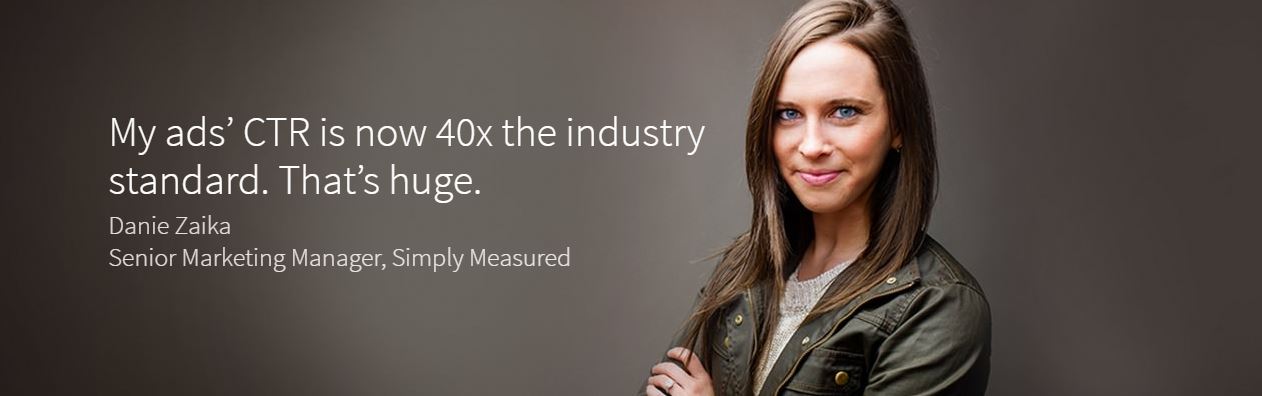 My ads’ CTR is now 40x the industry
standard. That’s huge.
Danie Zaika
Senior Marketing Manager, Simply Measured